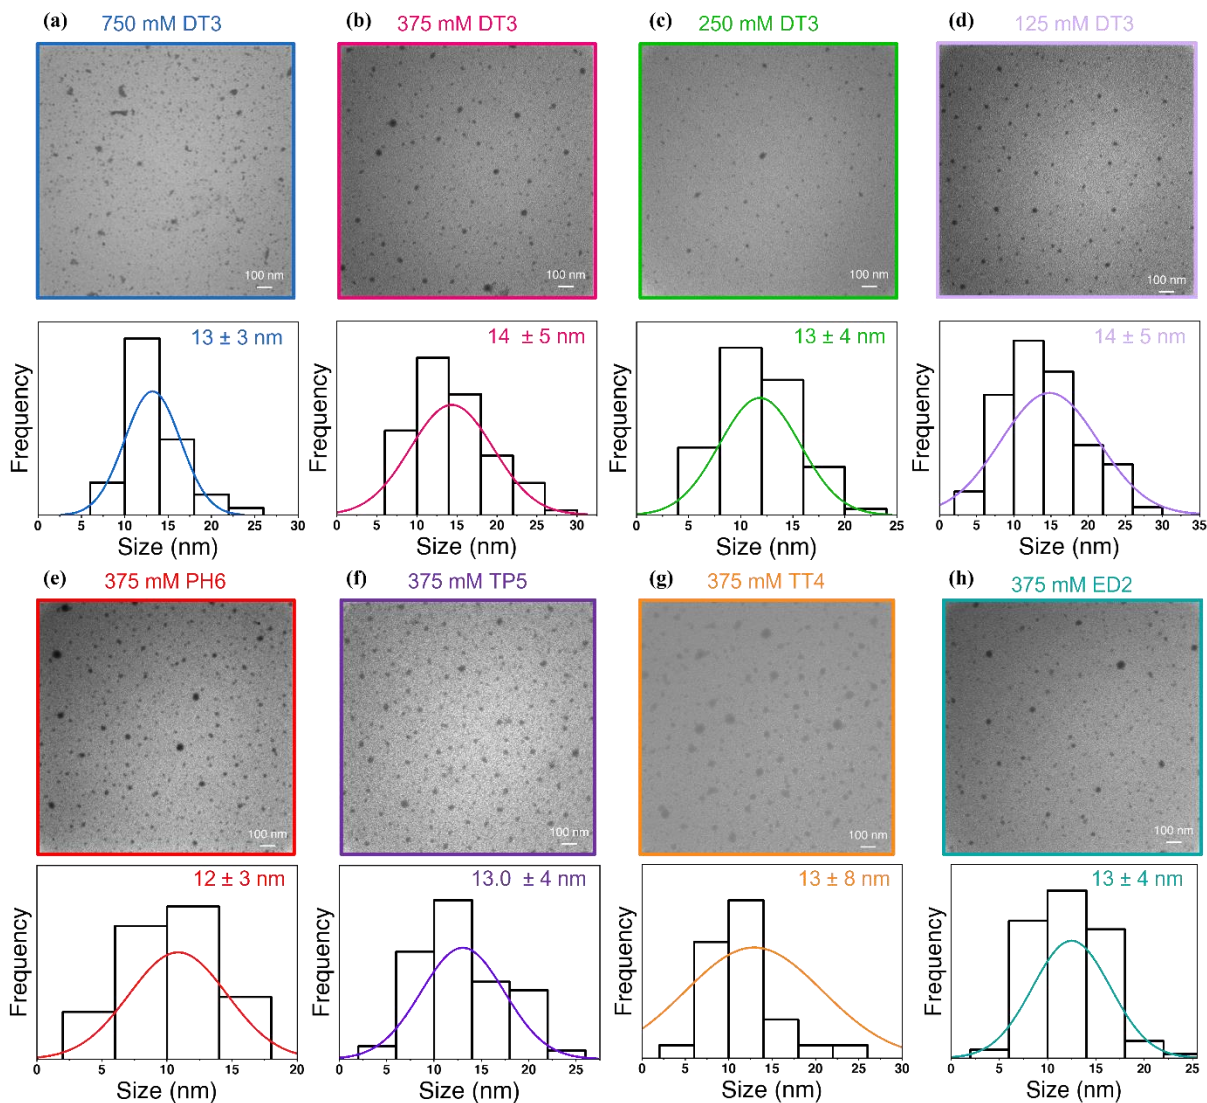 (a) 750 mM DT3 (b) 375 mM DT3 (c) 250 mM DT3 (d) 125 mM DT3
100 nm 100 nm 100 nm 100 nm
13 ± 3 nm 14 ± 5 nm 13 ± 4 nm 14 ± 5 nm
Frequency Frequency Frequency Frequency
0 5 10 15 20 25 30 0 5 10 15 20 25 30 0 5 10 15 20 25 0 5 10 15 20 25 30 35
Size (nm) Size (nm) Size (nm) Size (nm)
(e) 375 mM PH6 (f) 375 mM TP5 (g) 375 mM TT4 (h) 375 mM ED2
100 nm 100 nm 100 nm 100 nm
12 ± 3 nm 13.0 ± 4 nm 13 ± 8 nm 13 ± 4 nm
Frequency Frequency Frequency Frequency
0 5 10 15 20 0 5 10 15 20 25 0 5 10 15 20 25 30 0 5 10 15 20 25
Size (nm) Size (nm) Size (nm) Size (nm)